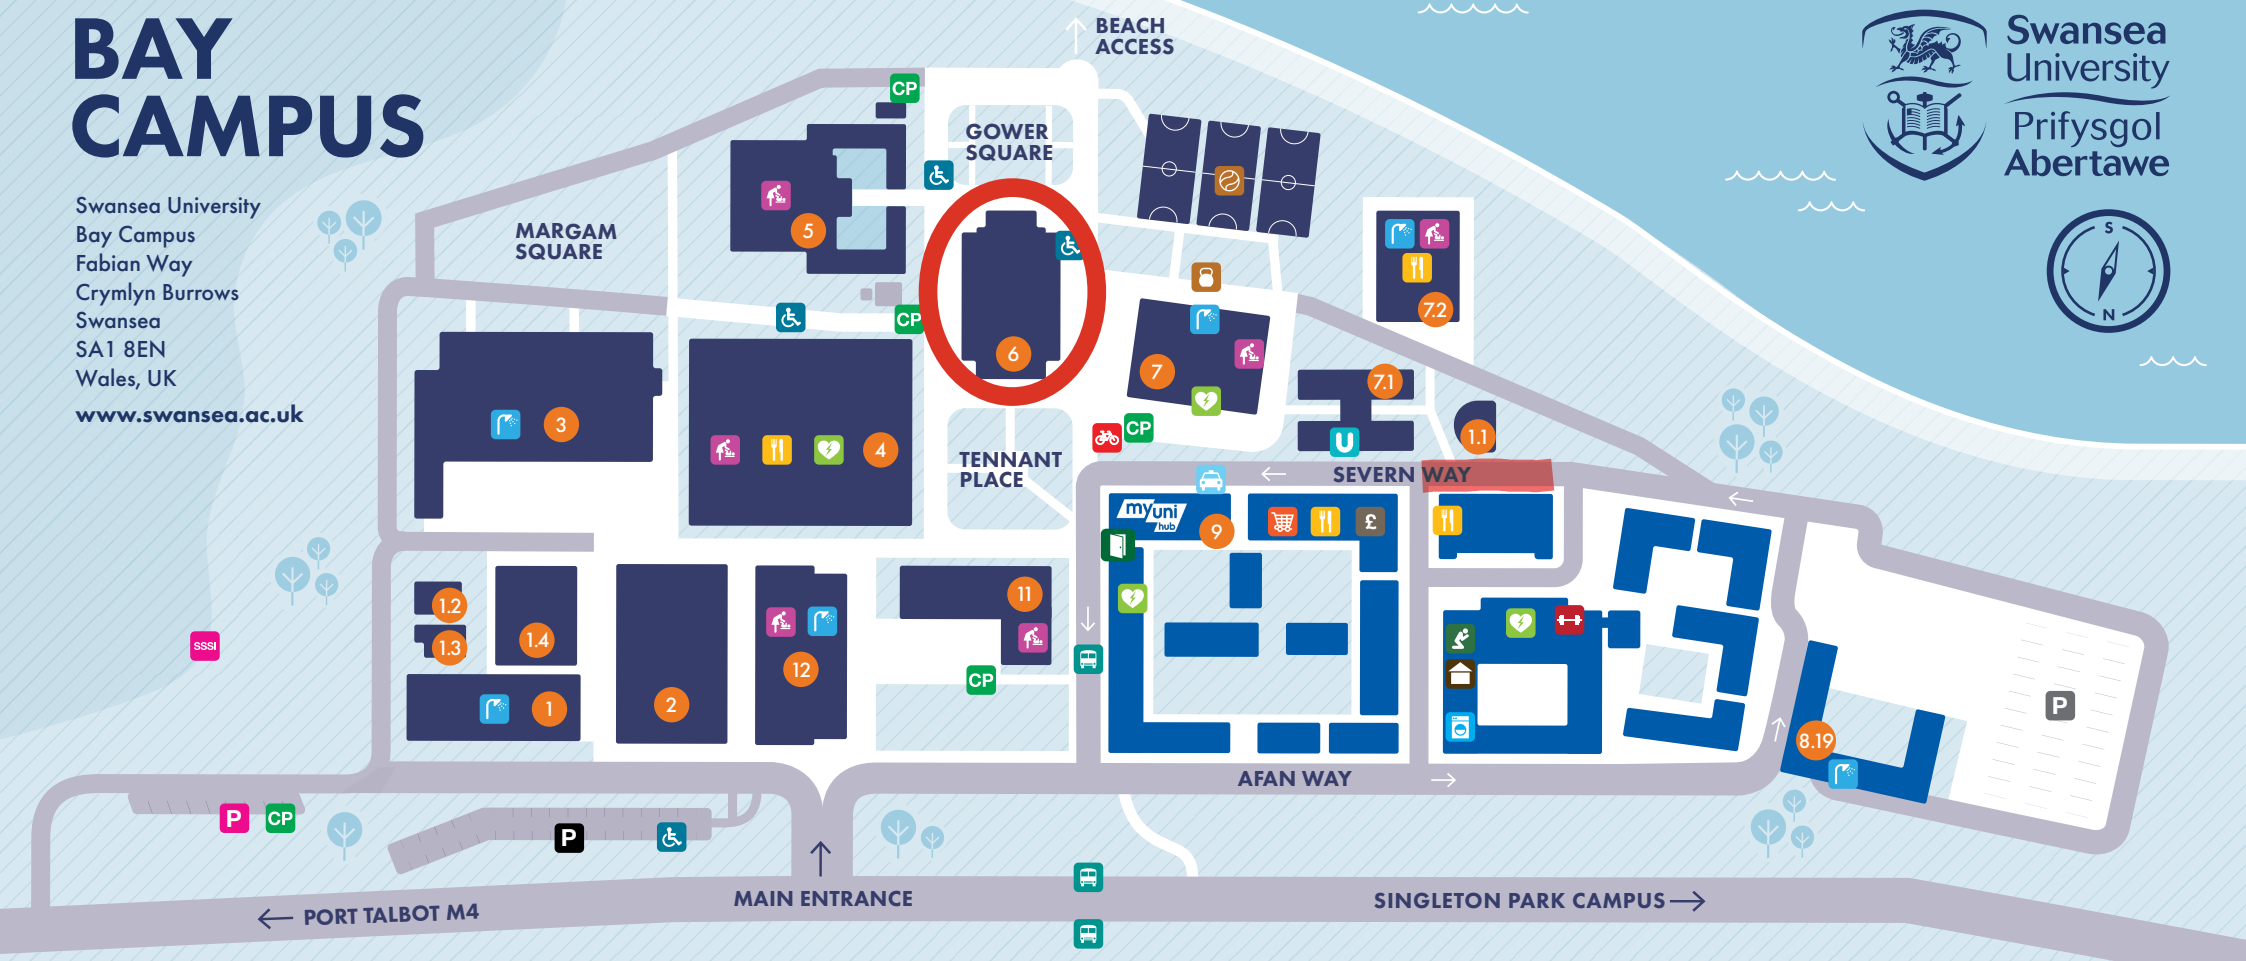 BAY
CAMPUS
Swansea University
Bay Campus
Fabian Way
Crymlyn Burrows
Swansea
SA1 8EN
Wales, UK
www.swansea.ac.uk
BEACH
ACCESS
Swansea
University
Prifysgol
Abertawe
S
N
CP
GOWER
SQUARE
MARGAM
SQUARE
5
6
CP
7
7.2
7.1
1.1
3
4
CP
U
TENNANT
PLACE
SEVERN WAY
myuni
hub
9
£
1.2
1.3
1.4
1
2
12
11
CP
SSSI
8.19
P
AFAN WAY
P
CP
P
MAIN ENTRANCE
PORT TALBOT M4
SINGLETON PARK CAMPUS